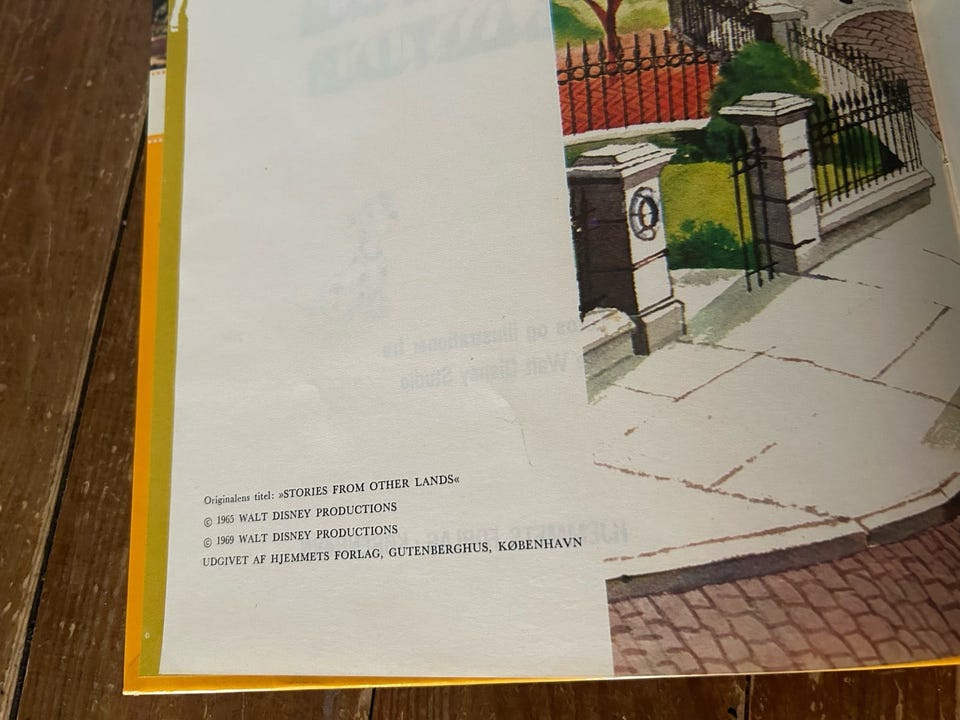 Originalens titel: »STORIES FROM OTHER LANDS«
© 1965 WALT DISNEY PRODUCTIONS
© 1969 WALT DISNEY PRODUCTIONS
UDGIVET AF HJEMMETS FORLAG, GUTENBERGHUS, KØBENHAVN